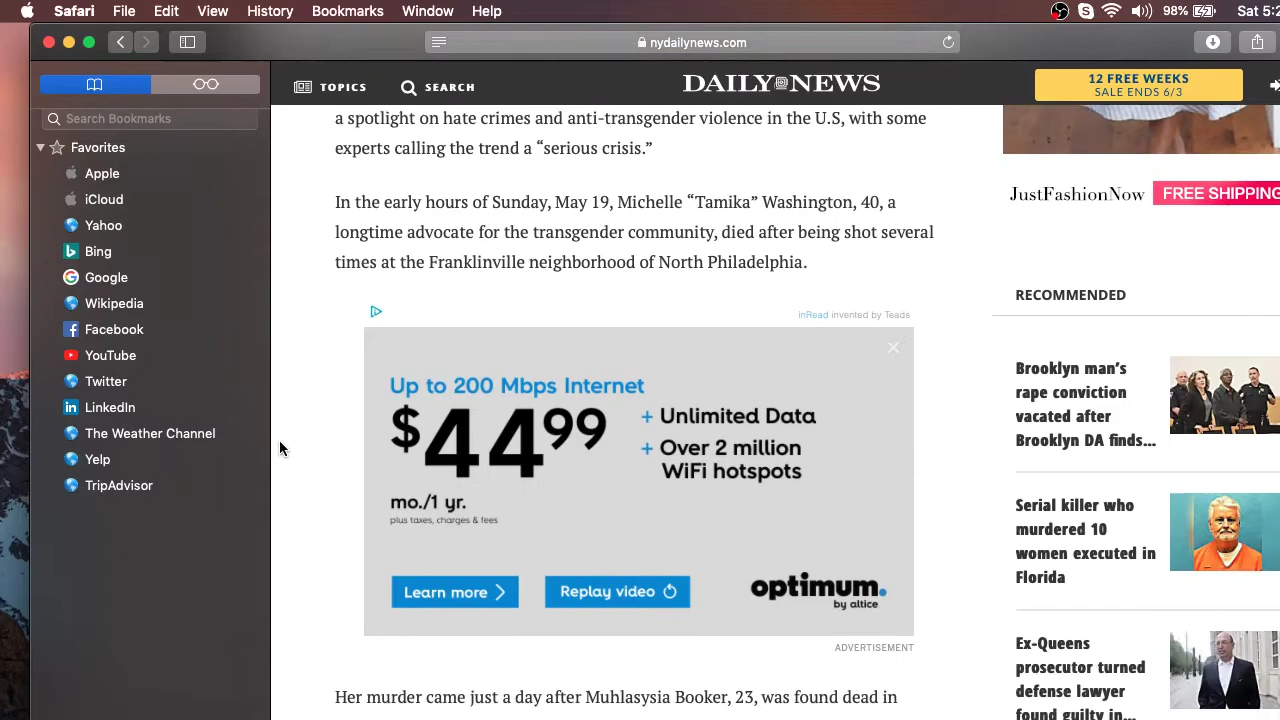 Safari File Edit View History Bookmarks Window Help 98% Sat 5:2
nydailynews.com
TOPICS SEARCH DAILY NEWS 12 FREE WEEKS
SALE ENDS 6/3
Search Bookmarks
Favorites
Apple
iCloud
Yahoo
Bing
Google
Wikipedia
Facebook
YouTube
Twitter
LinkedIn
The Weather Channel
Yelp
TripAdvisor
a spotlight on hate crimes and anti-transgender violence in the U.S, with some
experts calling the trend a “serious crisis.”
In the early hours of Sunday, May 19, Michelle “Tamika” Washington, 40, a
longtime advocate for the transgender community, died after being shot several
times at the Franklinville neighborhood of North Philadelphia.
inRead invented by Teads
Up to 200 Mbps Internet
$4499
mo./1 yr.
plus taxes, charges & fees
+ Unlimited Data
+ Over 2 million
WiFi hotspots
Learn more
Replay video
optimum.
by altice
ADVERTISEMENT
Her murder came just a day after Muhlasysia Booker, 23, was found dead in
JustFashionNow FREE SHIPPING
RECOMMENDED
Brooklyn man’s
rape conviction
vacated after
Brooklyn DA finds...
Serial killer who
murdered 10
women executed in
Florida
Ex-Queens
prosecutor turned
defense lawyer
found guilty in...